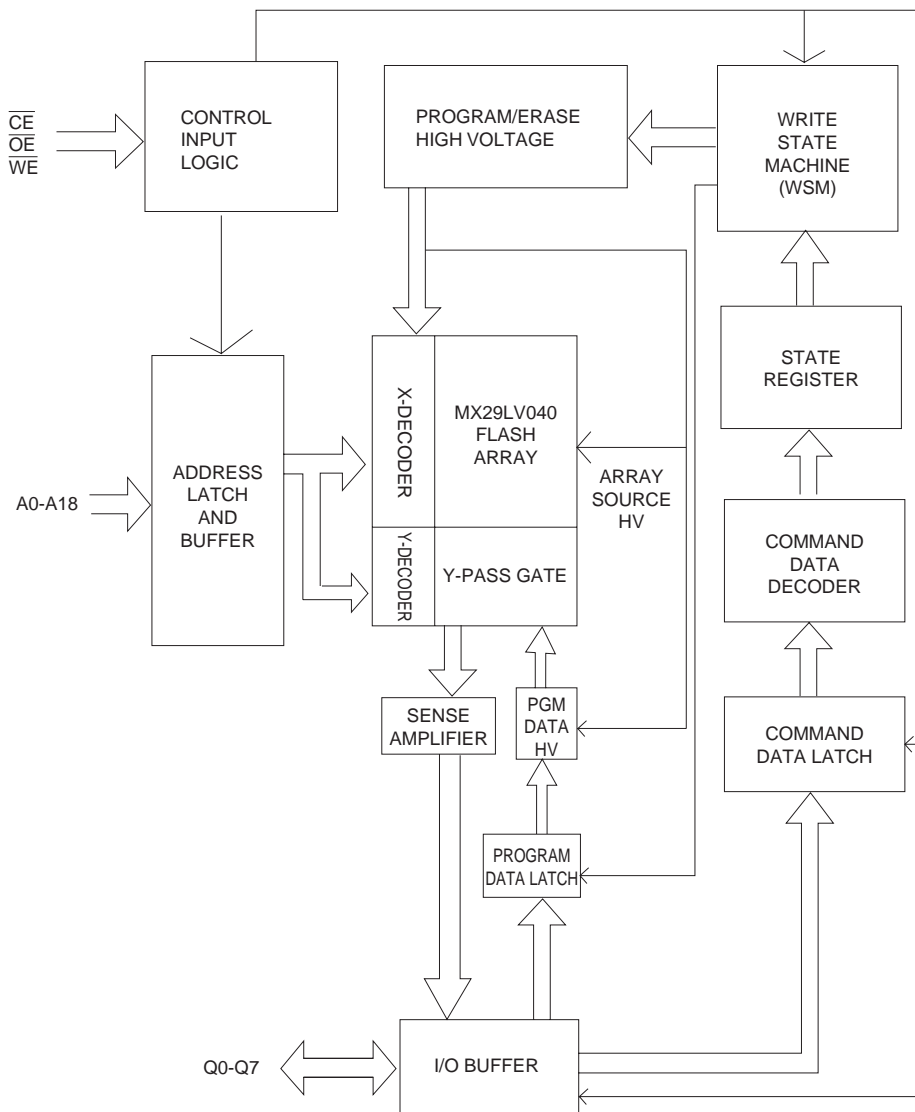 CONTROL
INPUT
LOGIC
PROGRAM/ERASE
HIGH VOLTAGE
WRITE
STATE
MACHINE
(WSM)
CE
OE
WE
STATE
REGISTER
X-DECODER
MX29LV040
FLASH
ARRAY
ADDRESS
LATCH
AND
BUFFER
A0-A18
ARRAY
SOURCE
HV
Y-DECODER
Y-PASS GATE
COMMAND
DATA
DECODER
SENSE
AMPLIFIER
PGM
DATA
HV
COMMAND
DATA LATCH
PROGRAM
DATA LATCH
Q0-Q7
I/O BUFFER